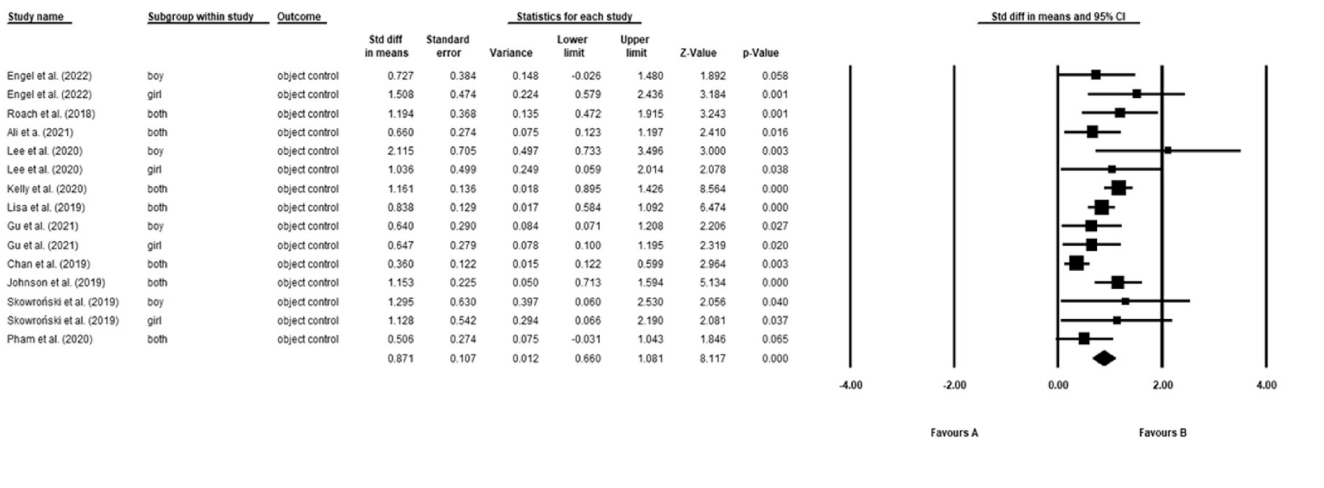 Study name Subgroup within study Outcome Statistics for each study Std diff in means and 95% CI
Std diff in means Standard error Variance Lower limit Upper limit Z-Value p-Value
Engel et al. (2022) boy object control 0.727 0.384 0.148 -0.026 1.480 1.892 0.058
Engel et al. (2022) girl object control 1.508 0.474 0.224 0.579 2.436 3.184 0.001
Roach et al. (2018) both object control 1.194 0.368 0.135 0.472 1.915 3.243 0.001
Ali et a. (2021) both object control 0.660 0.274 0.075 0.123 1.197 2.410 0.016
Lee et al. (2020) boy object control 2.115 0.705 0.497 0.733 3.496 3.000 0.003
Lee et al. (2020) girl object control 1.036 0.499 0.249 0.059 2.014 2.078 0.038
Kelly et al. (2020) both object control 1.161 0.136 0.018 0.895 1.426 8.564 0.000
Lisa et al. (2019) both object control 0.838 0.129 0.017 0.584 1.092 6.474 0.000
Gu et al. (2021) boy object control 0.640 0.290 0.084 0.071 1.208 2.206 0.027
Gu et al. (2021) girl object control 0.647 0.279 0.078 0.100 1.195 2.319 0.020
Chan et al. (2019) both object control 0.360 0.122 0.015 0.122 0.599 2.964 0.003
Johnson et al. (2019) both object control 1.153 0.225 0.050 0.713 1.594 5.134 0.000
Skowroński et al. (2019) boy object control 1.295 0.630 0.397 0.060 2.530 2.056 0.040
Skowroński et al. (2019) girl object control 1.128 0.542 0.294 0.066 2.190 2.081 0.037
Pham et al. (2020) both object control 0.506 0.274 0.075 -0.031 1.043 1.846 0.065
0.871 0.107 0.012 0.660 1.081 8.117 0.000
-4.00 -2.00 0.00 2.00 4.00
Favours A Favours B